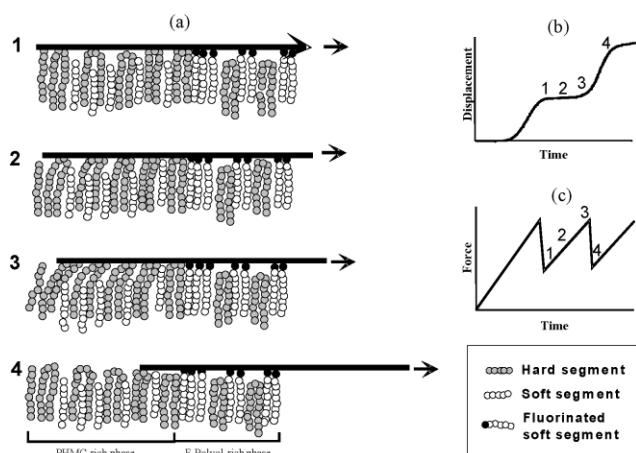 (a)
1
2
3
4
(b)
Displacement
1 2 3
4
Time
(c)
Force
1
2
3
4
Time
Hard segment
Soft segment
Fluorinated
soft segment